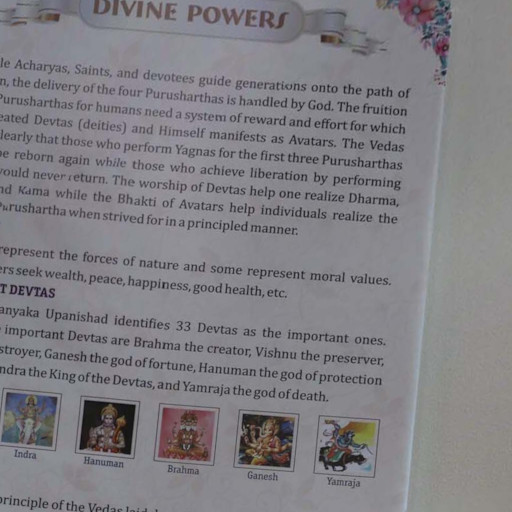 DIVINE POWERS
le Acharyas, Saints, and devotees guide generations onto the path of
n, the delivery of the four Purusharthas is handled by God. The fruition
Purusharthas for humans need a system of reward and effort for which
eated Devtas (deities) and Himself manifests as Avatars. The Vedas
learly that those who perform Yagnas for the first three Purusharthas
be reborn again while those who achieve liberation by performing
would never return. The worship of Devtas help one realize Dharma,
nd Kama while the Bhakti of Avatars help individuals realize the
Purushartha when strived for in a principled manner.
represent the forces of nature and some represent moral values.
ers seek wealth, peace, happiness, good health, etc.
T DEVTAS
anyaka Upanishad identifies 33 Devtas as the important ones.
important Devtas are Brahma the creator, Vishnu the preserver,
stroyer, Ganesh the god of fortune, Hanuman the god of protection
ndra the King of the Devtas, and Yamraja the god of death.
Indra
Hanuman
Brahma
Ganesh
Yamraja
principle of the Vedas